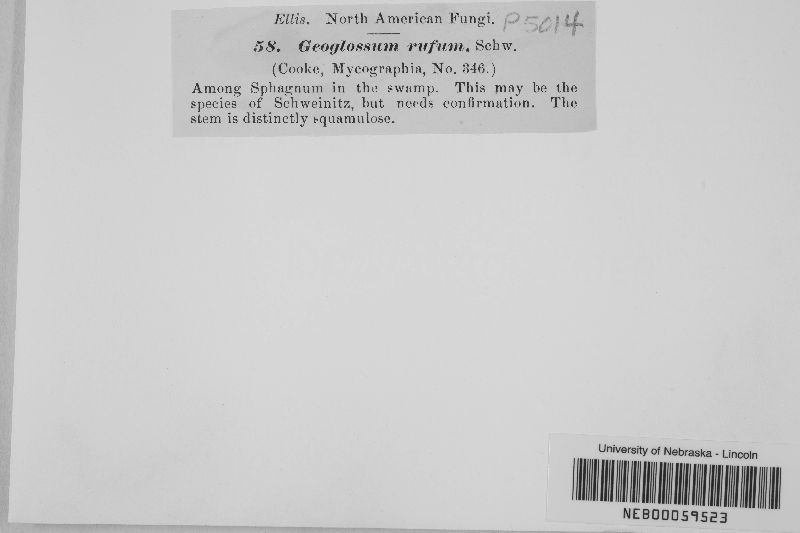 Ellis. North American Fungi. P5014
58. Geoglossum rufum, Schw.
(Cooke, Mycographia, No. 346.)
Among Sphagnum in the swamp. This may be the
species of Schweinitz, but needs confirmation. The
stem is distinctly squamulose.
University of Nebraska - Lincoln
NEB00059523